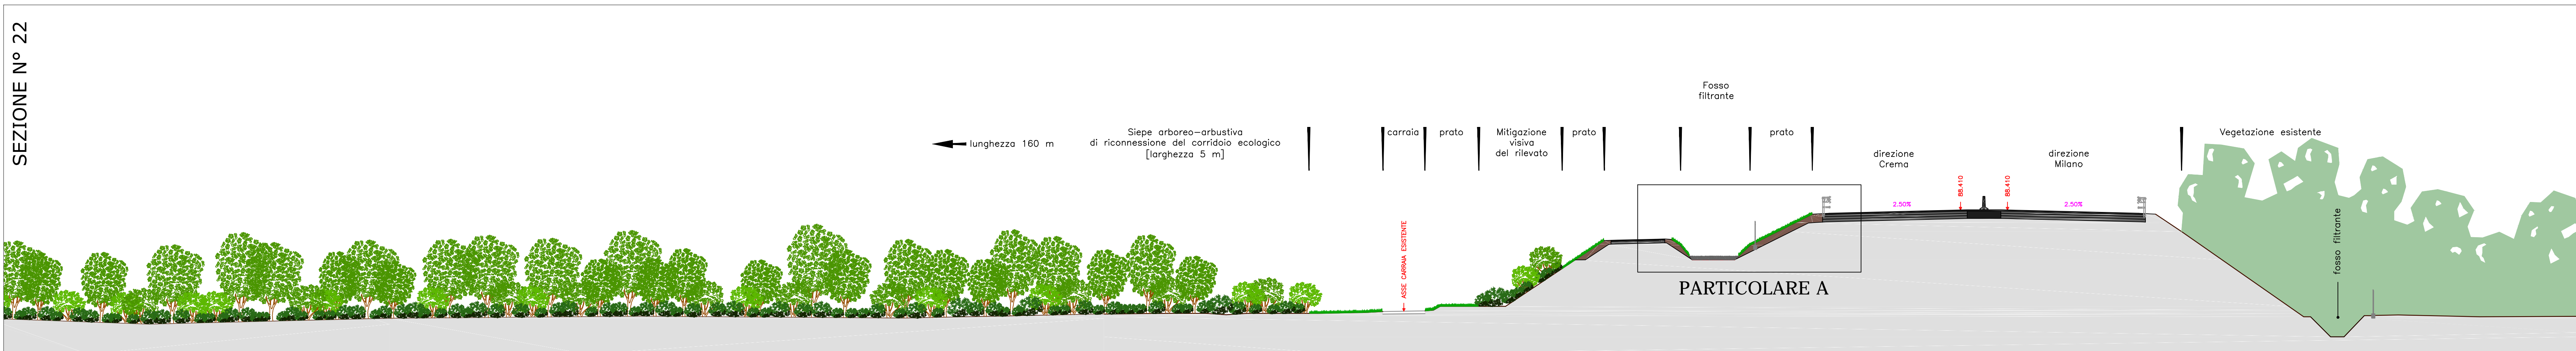 SEZIONE N° 22
lunghezza 160 m
Siepe arboreo-arbustiva
di riconnessione del corridoio ecologico
[larghezza 5 m]
carraia
prato
Mitigazione
visiva
del rilevato
prato
Fosso
filtrante
prato
direzione
Crema
direzione
Milano
Vegetazione esistente
2.50%
88.410
88.410
2.50%
ASSE CARRAIA ESISTENTE
PARTICOLARE A
fosso filtrante